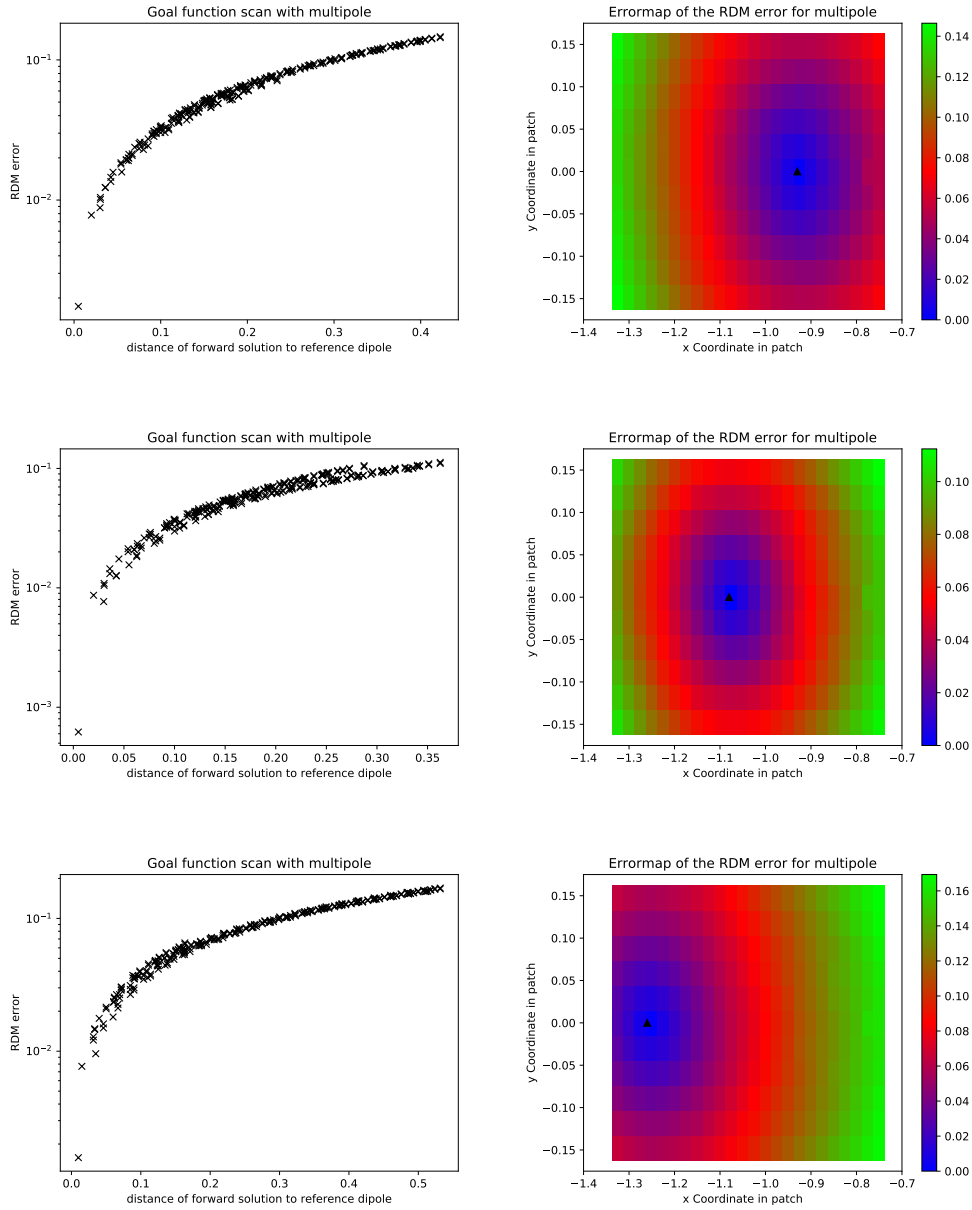 Goal function scan with multipole
10⁻¹
10⁻²
RDM error
0.0 0.1 0.2 0.3 0.4
distance of forward solution to reference dipole
Errormap of the RDM error for multipole
0.15
0.10
0.05
0.00
−0.05
−0.10
−0.15
y Coordinate in patch
−1.4 −1.3 −1.2 −1.1 −1.0 −0.9 −0.8 −0.7
x Coordinate in patch
0.14
0.12
0.10
0.08
0.06
0.04
0.02
0.00
Goal function scan with multipole
10⁻¹
10⁻²
10⁻³
RDM error
0.00 0.05 0.10 0.15 0.20 0.25 0.30 0.35
distance of forward solution to reference dipole
Errormap of the RDM error for multipole
0.15
0.10
0.05
0.00
−0.05
−0.10
−0.15
y Coordinate in patch
−1.4 −1.3 −1.2 −1.1 −1.0 −0.9 −0.8 −0.7
x Coordinate in patch
0.10
0.08
0.06
0.04
0.02
0.00
Goal function scan with multipole
10⁻¹
10⁻²
RDM error
0.0 0.1 0.2 0.3 0.4 0.5
distance of forward solution to reference dipole
Errormap of the RDM error for multipole
0.15
0.10
0.05
0.00
−0.05
−0.10
−0.15
y Coordinate in patch
−1.4 −1.3 −1.2 −1.1 −1.0 −0.9 −0.8 −0.7
x Coordinate in patch
0.16
0.14
0.12
0.10
0.08
0.06
0.04
0.02
0.00